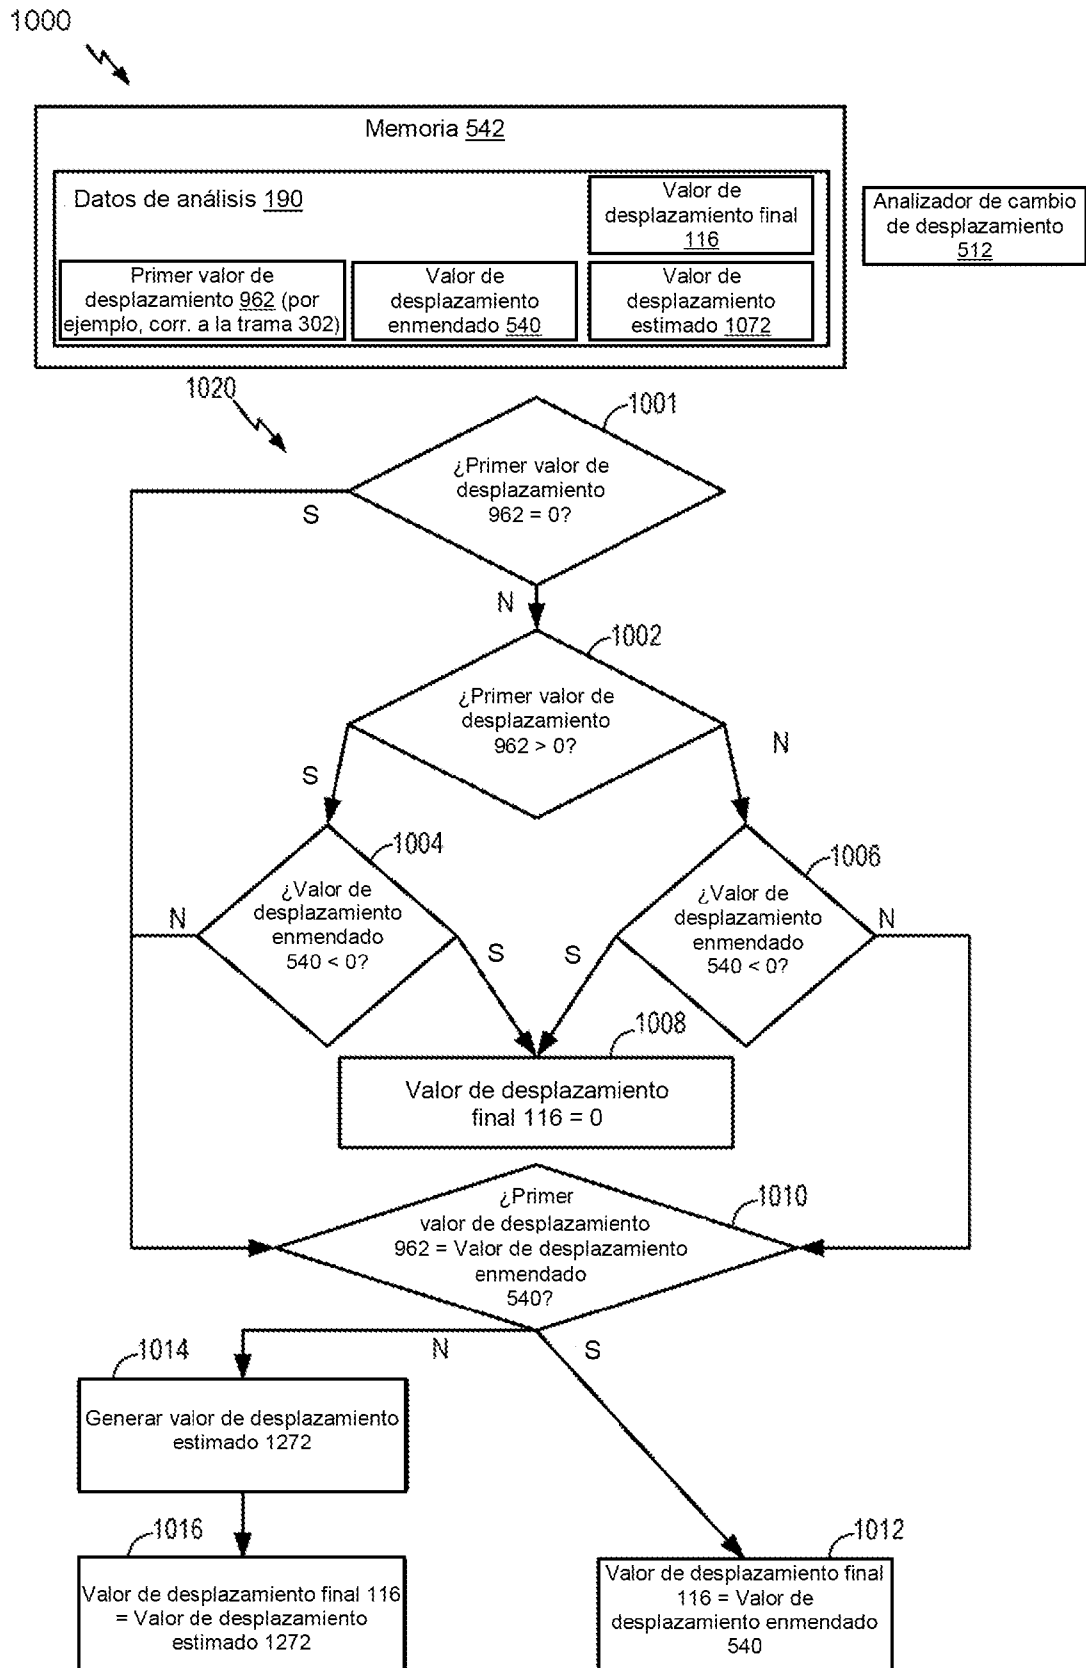 1000
Memoria 542
Datos de análisis 190
Valor de
desplazamiento final
116
Analizador de cambio
de desplazamiento
512
Primer valor de
desplazamiento 962 (por
ejemplo, corr. a la trama 302)
Valor de
desplazamiento
enmendado 540
Valor de
desplazamiento
estimado 1072
1020
1001
¿Primer valor de
desplazamiento
962 = 0?
S
N
1002
¿Primer valor de
desplazamiento
962 > 0?
S
N
1004
¿Valor de
desplazamiento
enmendado
540 < 0?
N
S
1006
¿Valor de
desplazamiento
enmendado
540 < 0?
S
N
1008
Valor de desplazamiento
final 116 = 0
1010
¿Primer
valor de desplazamiento
962 = Valor de desplazamiento
enmendado
540?
N
S
1014
Generar valor de desplazamiento
estimado 1272
1016
Valor de desplazamiento final 116
= Valor de desplazamiento
estimado 1272
1012
Valor de desplazamiento final
116 = Valor de
desplazamiento enmendado
540